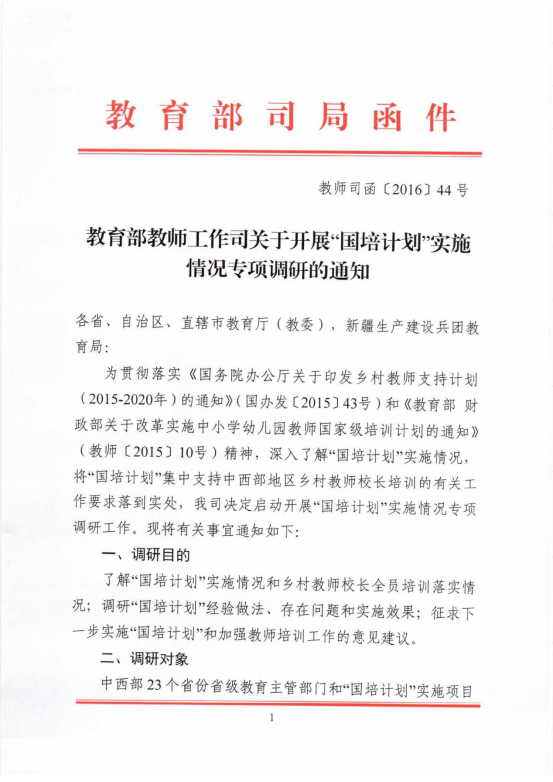 教育部司局函件
教师司函〔2016〕44号
教育部教师工作司关于开展“国培计划”实施
情况专项调研的通知
各省、自治区、直辖市教育厅（教委），新疆生产建设兵团教
育局：
为贯彻落实《国务院办公厅关于印发乡村教师支持计划
（2015-2020年）的通知》（国办发〔2015〕43号）和《教育部 财
政部关于改革实施中小学幼儿园教师国家级培训计划的通知》
（教师〔2015〕10号）精神，深入了解“国培计划”实施情况，
将“国培计划”集中支持中西部地区乡村教师校长培训的有关工
作要求落到实处，我司决定启动开展“国培计划”实施情况专项
调研工作。现将有关事宜通知如下：
一、调研目的
了解“国培计划”实施情况和乡村教师校长全员培训落实情
况；调研“国培计划”经验做法、存在问题和实施效果；征求下
一步实施“国培计划”和加强教师培训工作的意见建议。
二、调研对象
中西部23个省份省级教育主管部门和“国培计划”实施项目
1